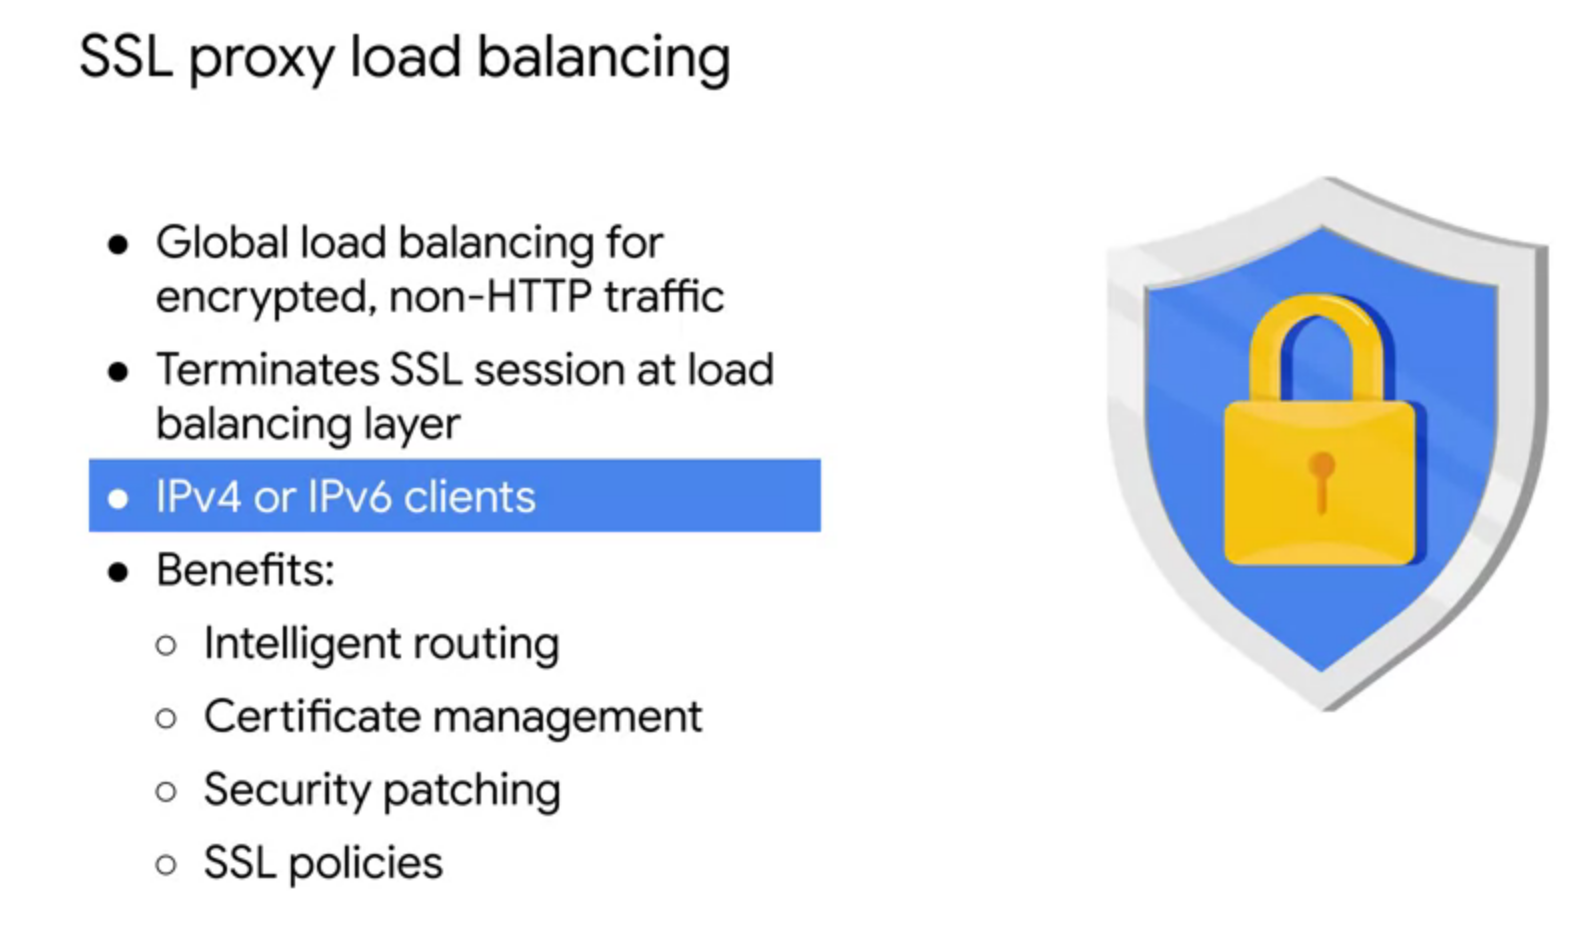 SSL proxy load balancing
● Global load balancing for
encrypted, non-HTTP traffic
● Terminates SSL session at load
balancing layer
● IPv4 or IPv6 clients
● Benefits:
○ Intelligent routing
○ Certificate management
○ Security patching
○ SSL policies